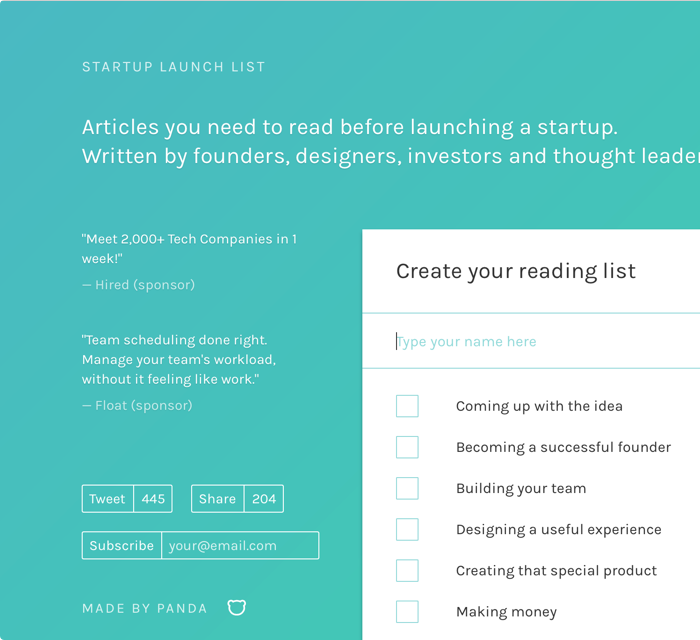 STARTUP LAUNCH LIST
Articles you need to read before launching a startup.
Written by founders, designers, investors and thought leader
"Meet 2,000+ Tech Companies in 1
week!"
— Hired (sponsor)
"Team scheduling done right.
Manage your team's workload,
without it feeling like work."
— Float (sponsor)
Tweet 445 Share 204
Subscribe your@email.com
MADE BY PANDA
Create your reading list
Type your name here
Coming up with the idea
Becoming a successful founder
Building your team
Designing a useful experience
Creating that special product
Making money